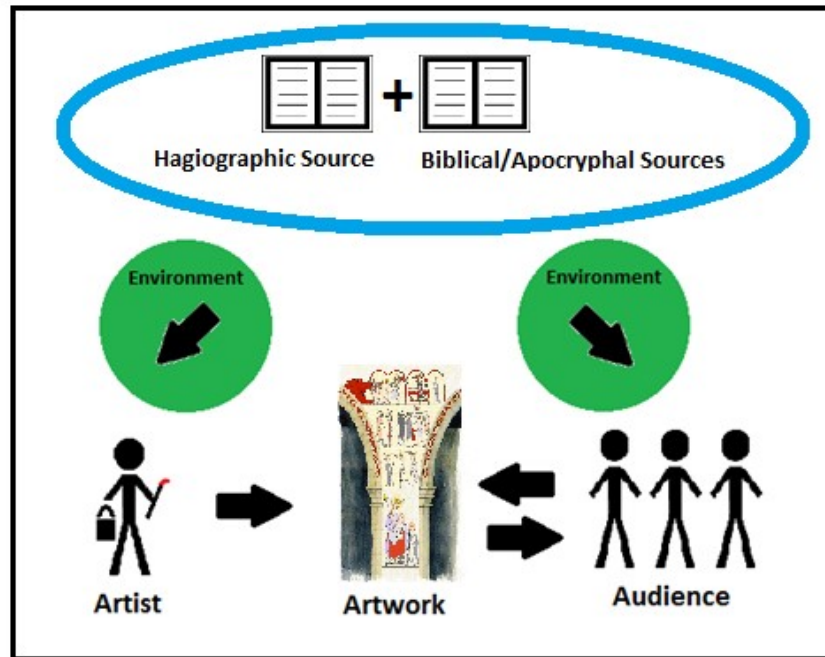 +
Hagiographic Source
Biblical/Apocryphal Sources
Environment
Environment
Artist
Artwork
Audience